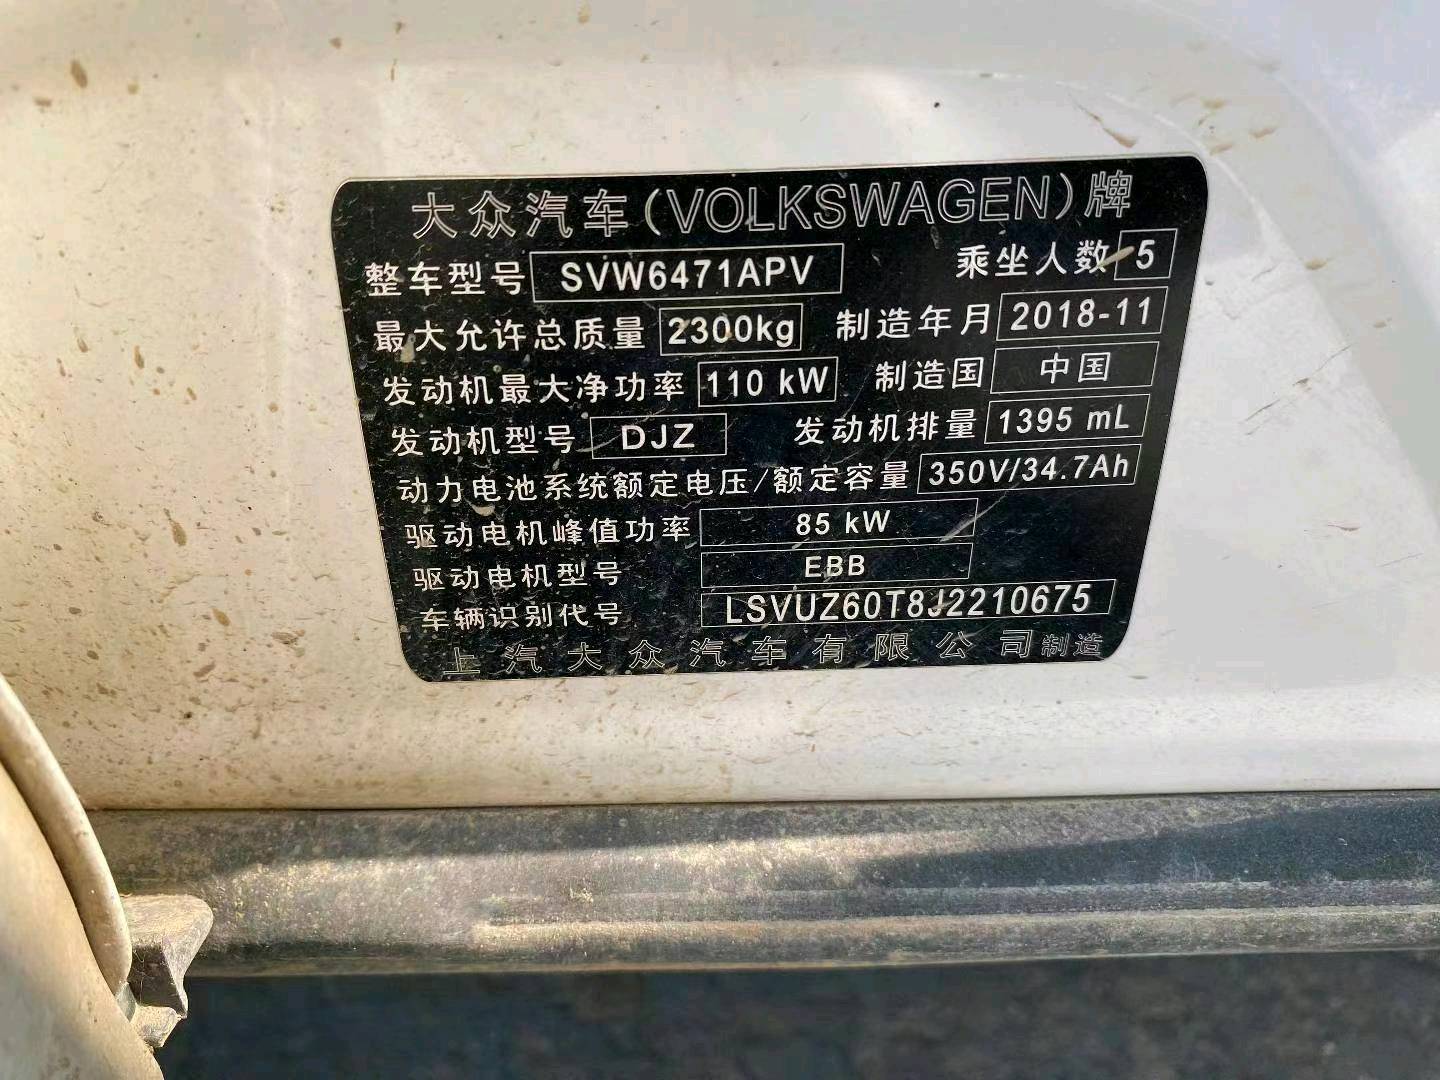 大众汽车(VOLKSWAGEN)牌
整车型号 SVW6471APV 乘坐人数 5
最大允许总质量 2300kg 制造年月 2018-11
发动机最大净功率 110 kW 制造国 中国
发动机型号 DJZ 发动机排量 1395 mL
动力电池系统额定电压/额定容量 350V/34.7Ah
驱动电机峰值功率 85 kW
驱动电机型号 EBB
车辆识别代号 LSVUZ60T8J2210675
上汽大众汽车有限公司制造